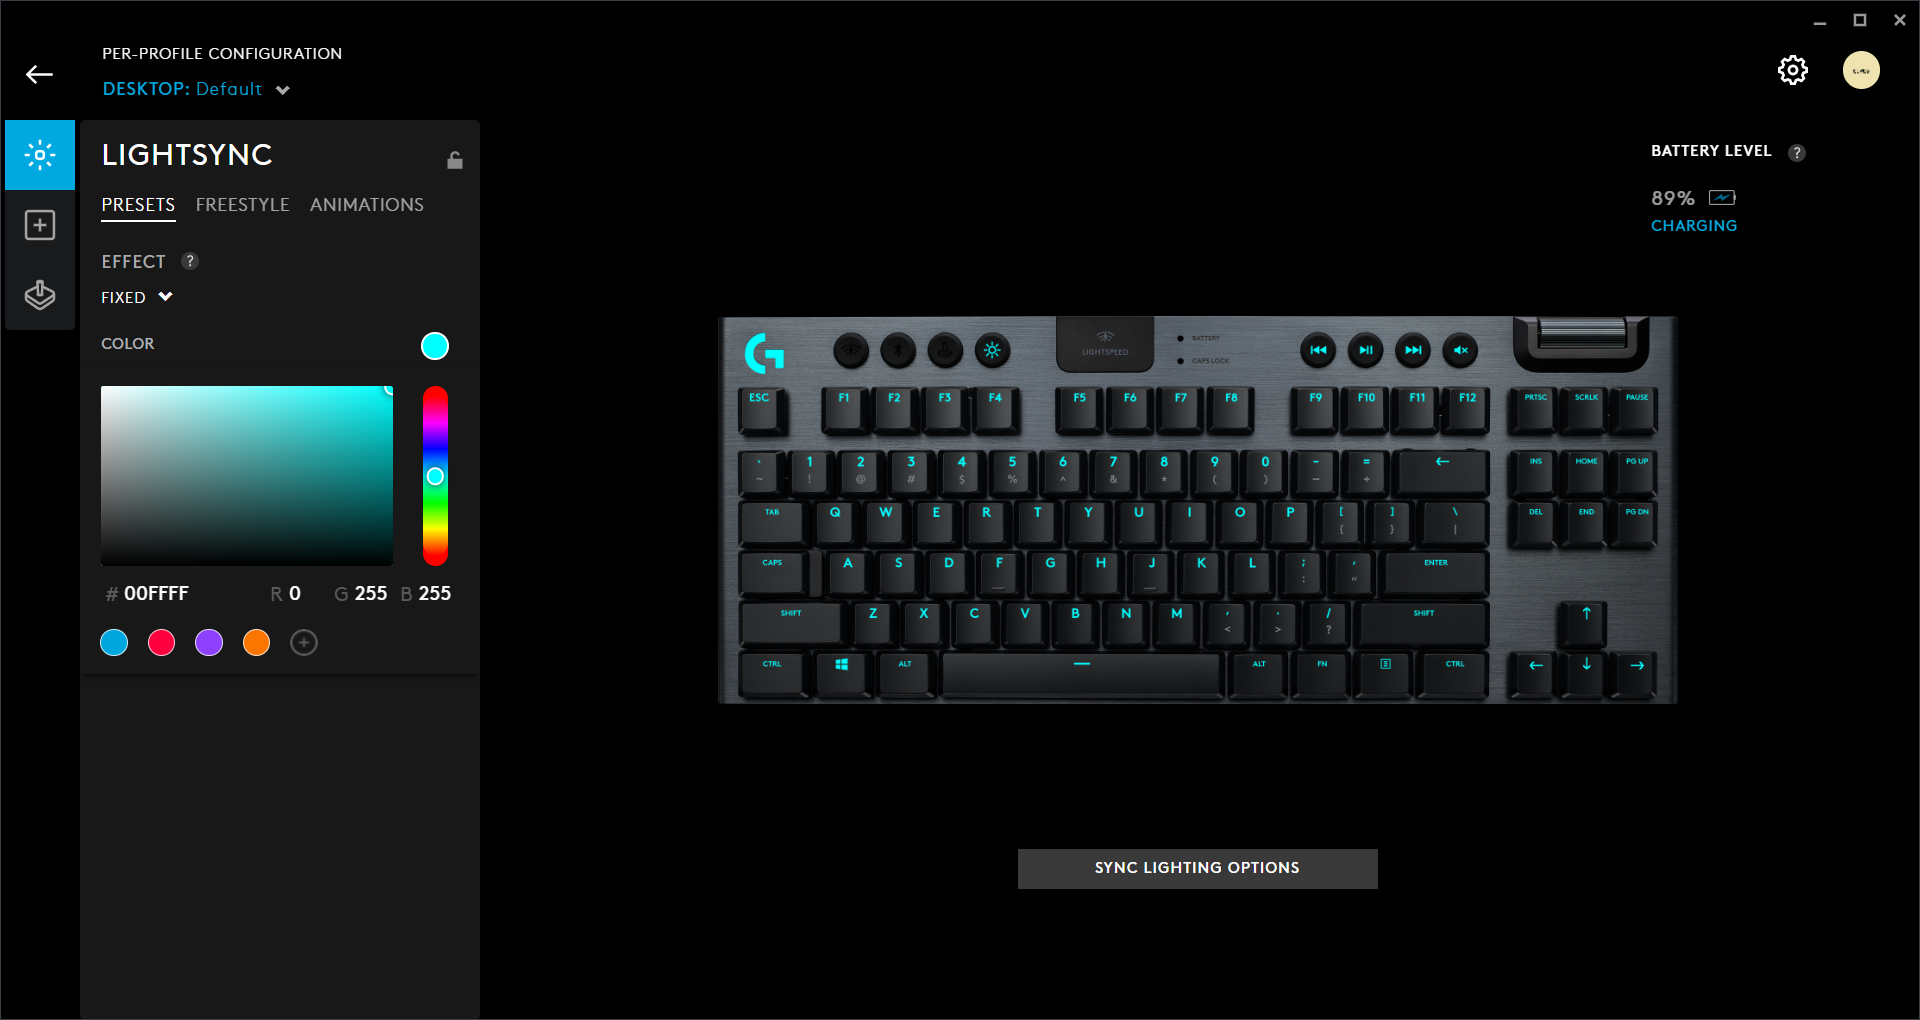 PER-PROFILE CONFIGURATION
DESKTOP: Default
LIGHTSYNC
PRESETS FREESTYLE ANIMATIONS
EFFECT ?
FIXED
COLOR
# 00FFFF R 0 G 255 B 255
BATTERY LEVEL ?
89%
CHARGING
G
LIGHTSPEED
BATTERY
CAPS LOCK
ESC F1 F2 F3 F4 F5 F6 F7 F8 F9 F10 F11 F12 PRTSC SCRLK PAUSE
` 1 2 3 4 5 6 7 8 9 0 - = ← INS HOME PG UP
~ ! @ # $ % ^ & * ( ) — +
TAB Q W E R T Y U I O P [ ] \ DEL END PG DN
{ } |
CAPS A S D F G H J K L ; ' ENTER
_ _ : "
SHIFT Z X C V B N M , . / SHIFT ↑
< > ?
CTRL ALT — ALT FN CTRL ← ↓ →
SYNC LIGHTING OPTIONS